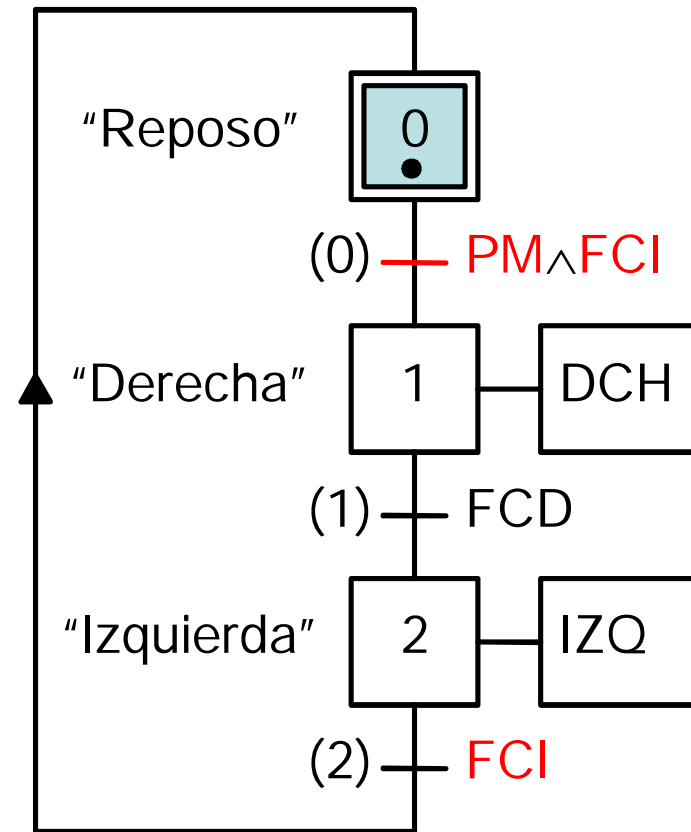 “Reposo” 0
(0) PM∧FCI
“Derecha” 1 DCH
(1) FCD
“Izquierda” 2 IZQ
(2) FCI